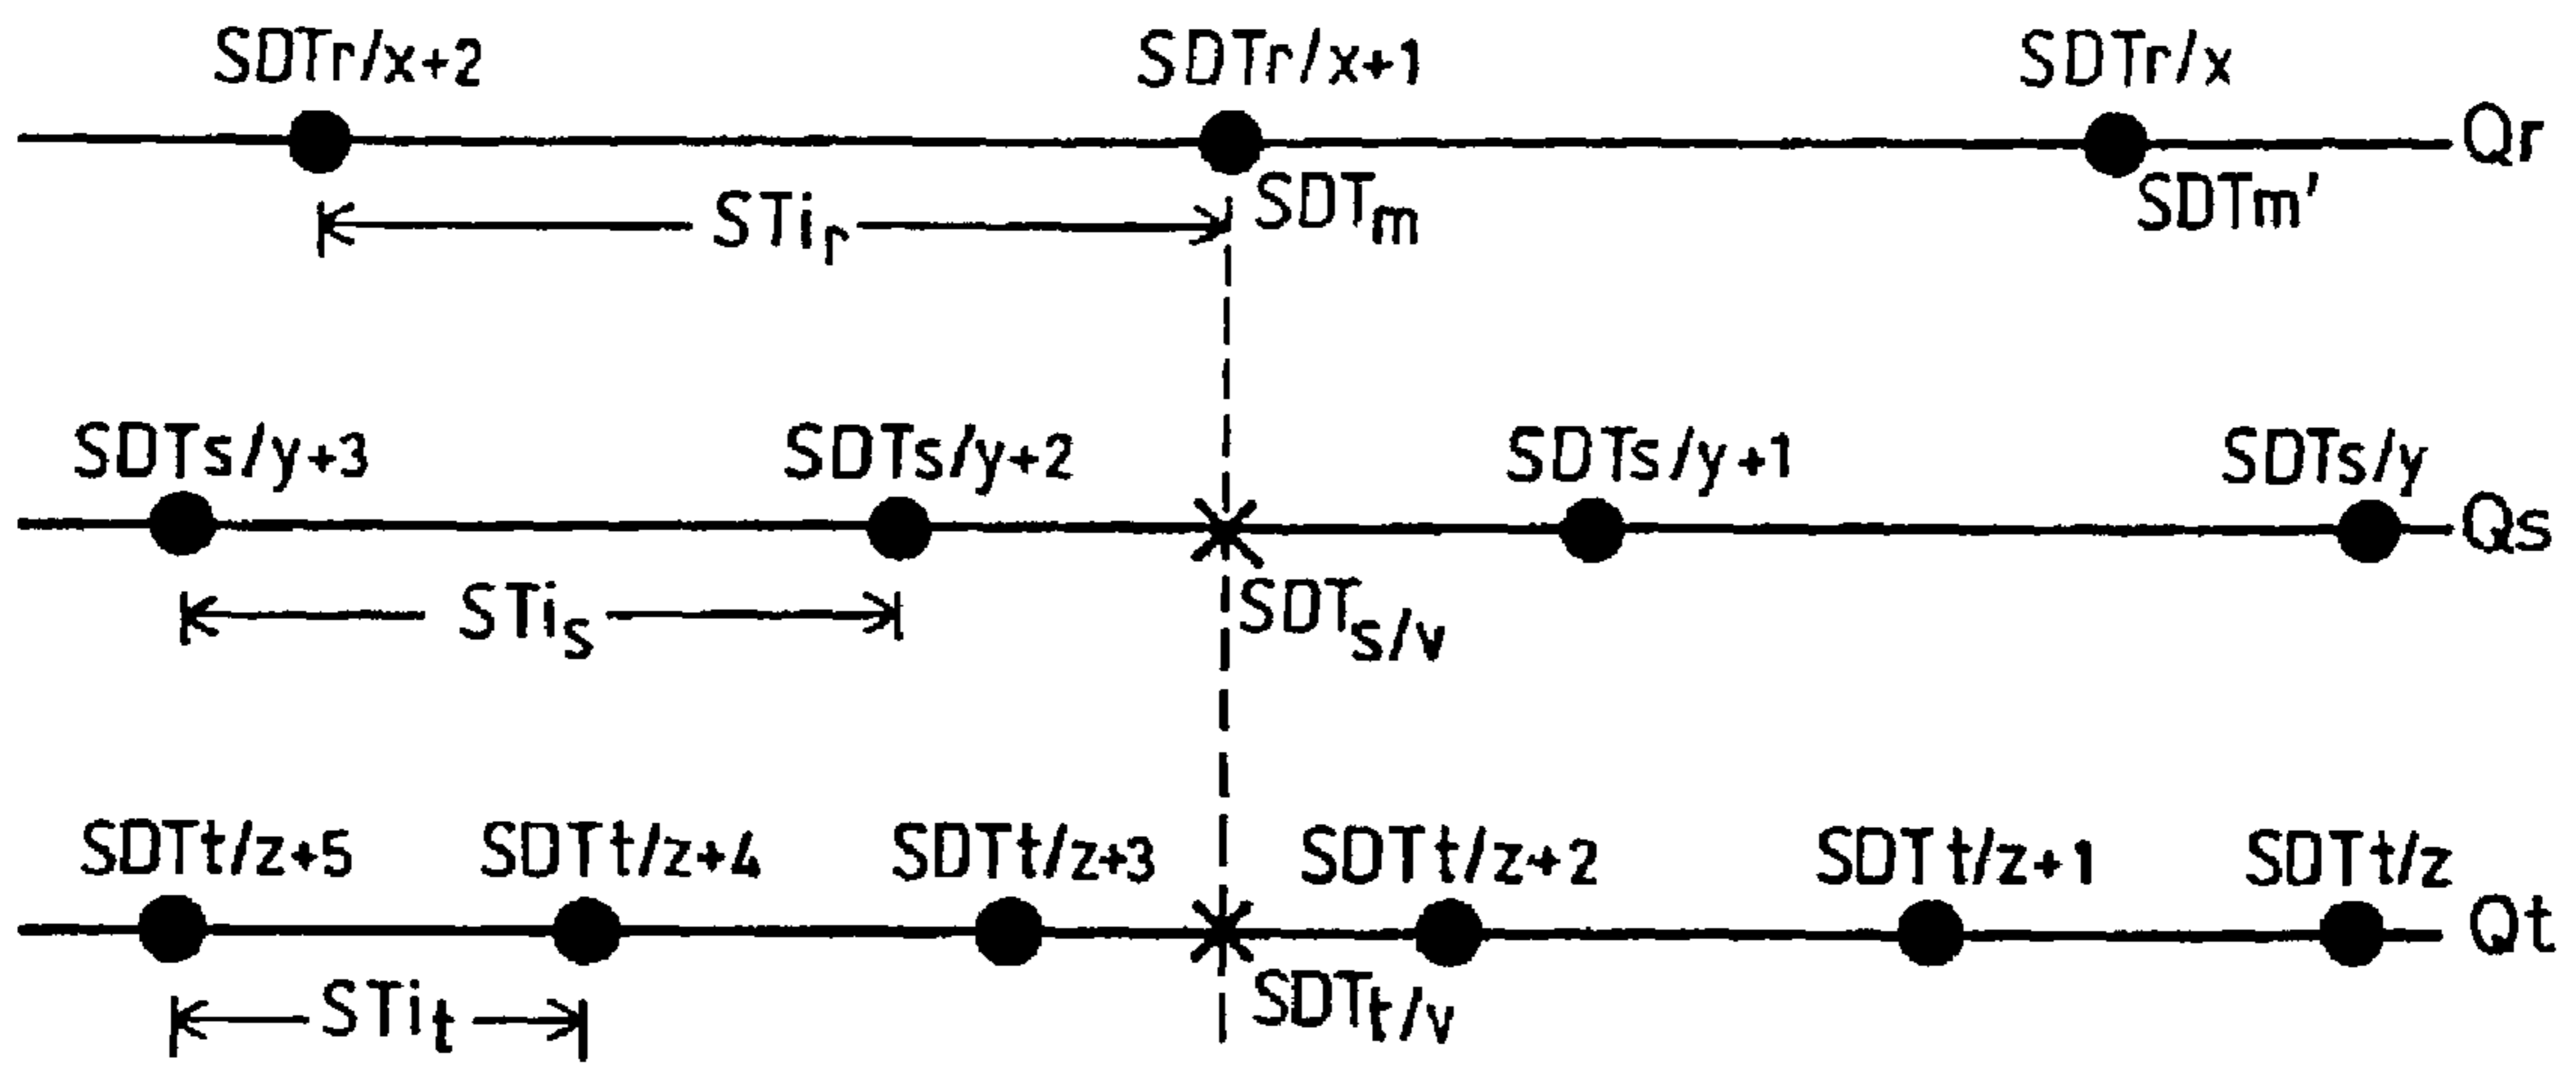 SDTr/x+2 SDTr/x+1 SDTr/x
Qr
STir SDTm SDTm'
SDTs/y+3 SDTs/y+2 SDTs/y+1 SDTs/y
Qs
STis SDTs/v
SDTt/z+5 SDTt/z+4 SDTt/z+3 SDTt/z+2 SDTt/z+1 SDTt/z
Qt
STit SDTt/v